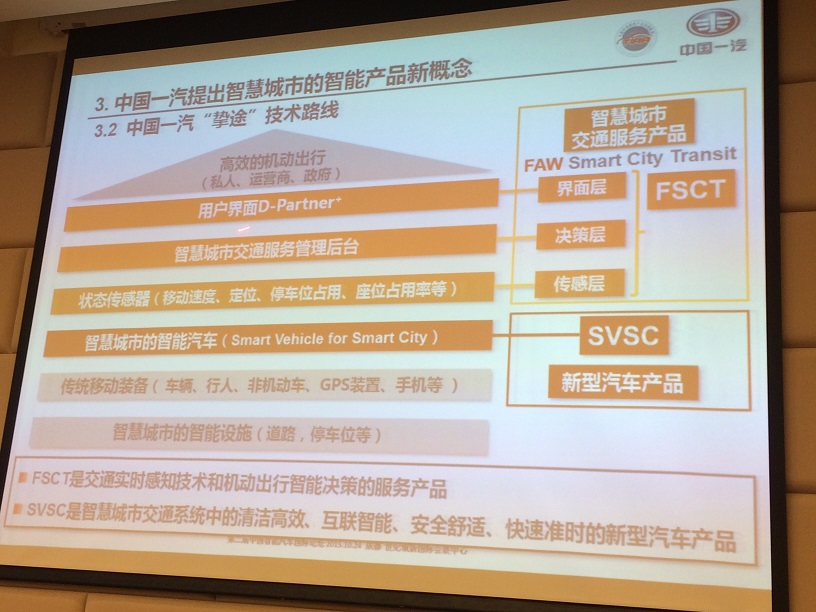 中国一汽
3. 中国一汽提出智慧城市的智能产品新概念
3.2 中国一汽“挚途”技术路线
高效的机动出行
（私人、运营商、政府）
用户界面D-Partner⁺
智慧城市交通服务管理后台
状态传感器（移动速度、定位、停车位占用、座位占用率等）
智慧城市的智能汽车（Smart Vehicle for Smart City）
传统移动装备（ 车辆、行人、非机动车、GPS装置、手机等 ）
智慧城市的智能设施（道路，停车位等）
智慧城市
交通服务产品
FAW Smart City Transit
界面层
决策层
传感层
FSCT
SVSC
新型汽车产品
FSCT是交通实时感知技术和机动出行智能决策的服务产品
SVSC是智慧城市交通系统中的清洁高效、互联智能、安全舒适、快速准时的新型汽车产品